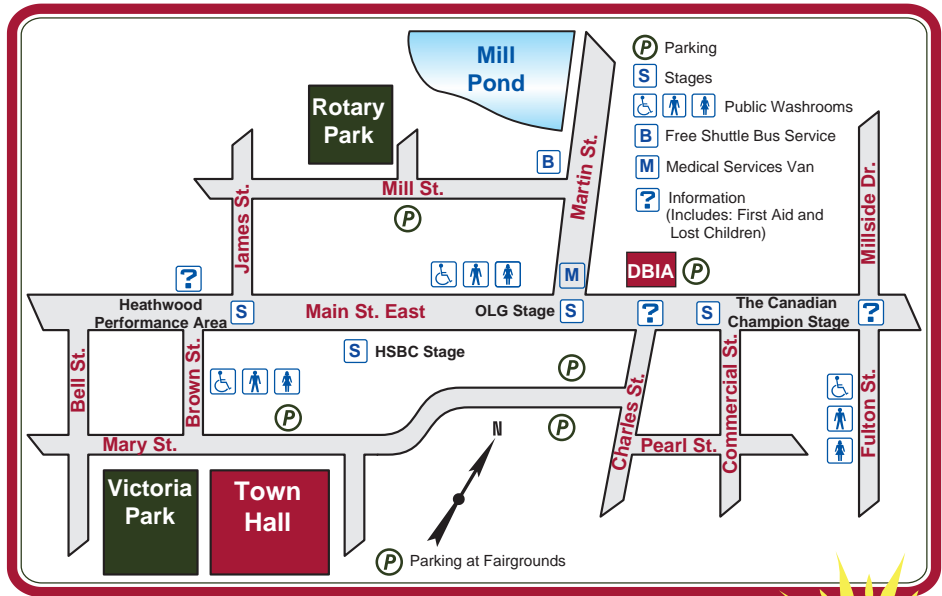 Mill
Pond
Rotary
Park
P Parking
S Stages
Public Washrooms
B Free Shuttle Bus Service
M Medical Services Van
? Information
(Includes: First Aid and
Lost Children)
B
Mill St.
P
James St.
Martin St.
Millside Dr.
?
M
DBIA P
Heathwood
Performance Area S
Main St. East
OLG Stage S
?
S The Canadian
Champion Stage ?
S HSBC Stage
Bell St.
Brown St.
P
P
P
Charles St.
Commercial St.
Fulton St.
Mary St.
Pearl St.
N
Victoria
Park
Town
Hall
P Parking at Fairgrounds